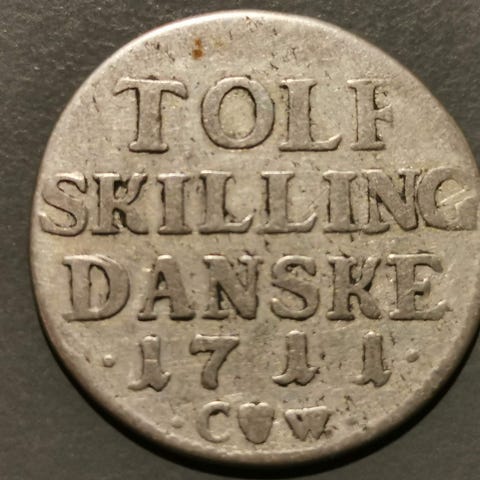 TOLF
SKILLING
DANSKE
·1711·
·C♥W·